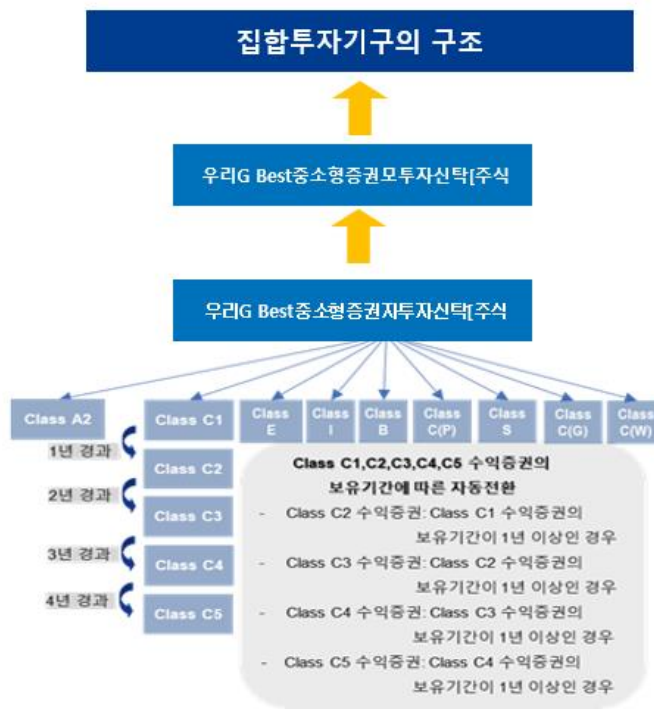 집합투자기구의 구조
우리G Best중소형증권모투자신탁[주식
우리G Best중소형증권자투자신탁[주식
Class A2
Class C1
Class E
Class I
Class B
Class C(P)
Class S
Class C(G)
Class C(W)
1년 경과
Class C2
2년 경과
Class C3
3년 경과
Class C4
4년 경과
Class C5
Class C1,C2,C3,C4,C5 수익증권의
보유기간에 따른 자동전환
- Class C2 수익증권: Class C1 수익증권의
보유기간이 1년 이상인 경우
- Class C3 수익증권: Class C2 수익증권의
보유기간이 1년 이상인 경우
- Class C4 수익증권: Class C3 수익증권의
보유기간이 1년 이상인 경우
- Class C5 수익증권: Class C4 수익증권의
보유기간이 1년 이상인 경우